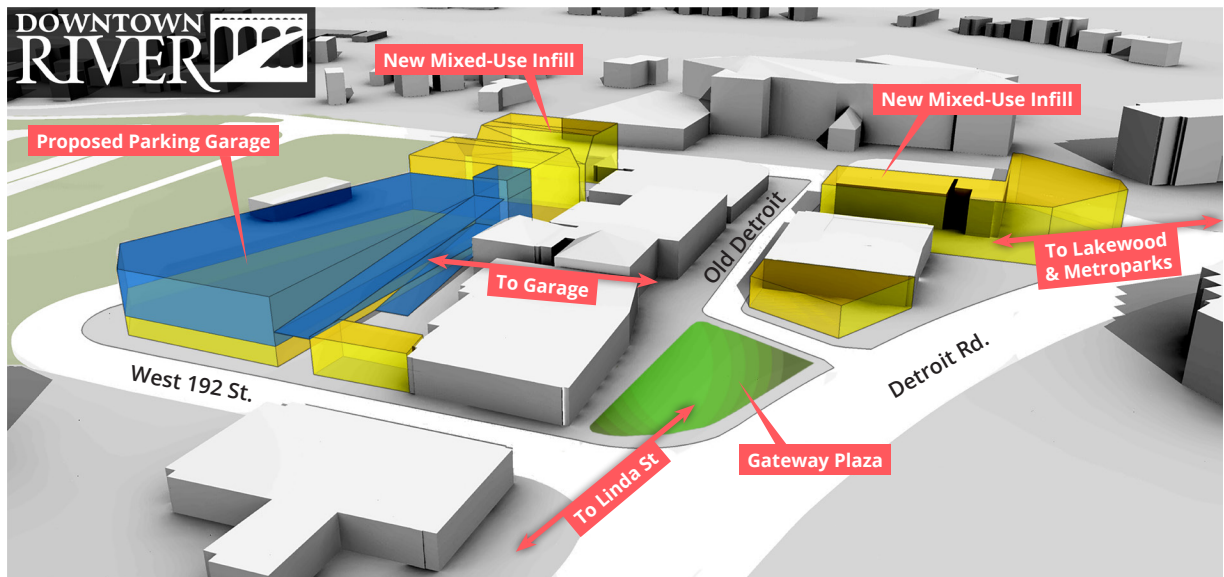 DOWNTOWN
RIVER
New Mixed-Use Infill
New Mixed-Use Infill
Proposed Parking Garage
Old Detroit
To Lakewood
& Metroparks
To Garage
Detroit Rd.
West 192 St.
Gateway Plaza
To Linda St